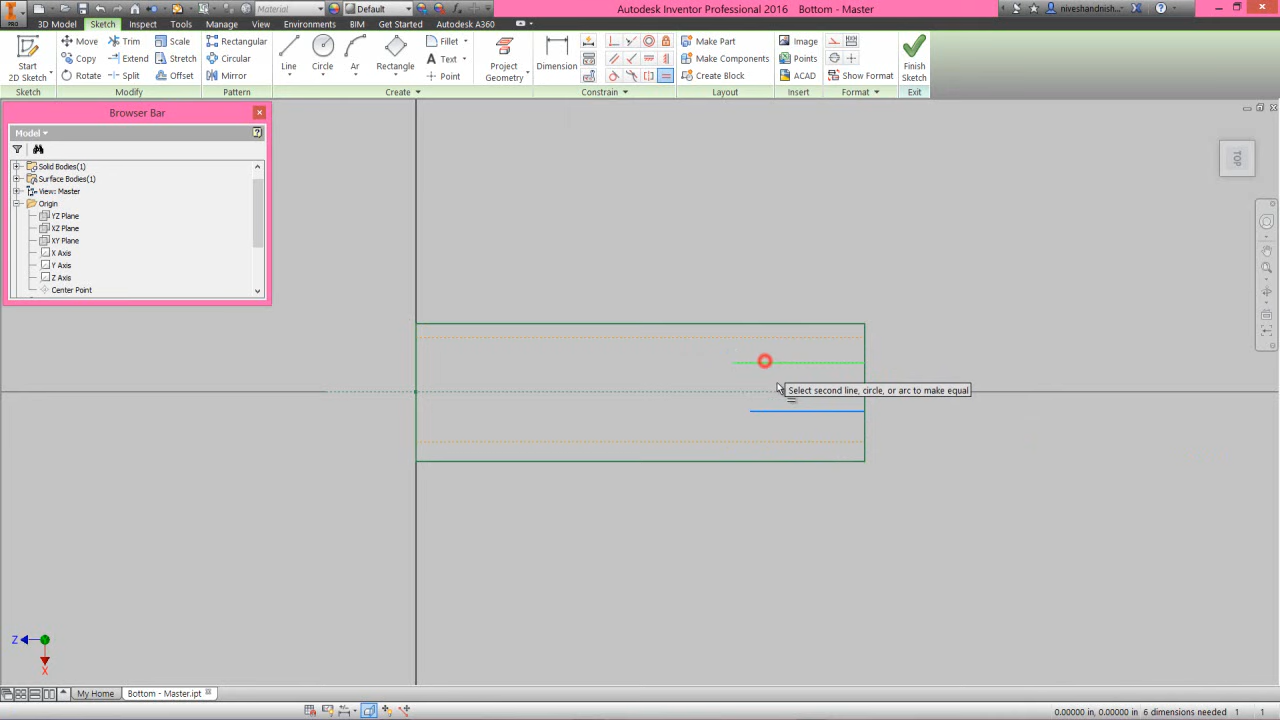 PRO
Material
Default
Autodesk Inventor Professional 2016    Bottom - Master
niveshandnish...
3D Model Sketch Inspect Tools Manage View Environments BIM Get Started Autodesk A360
Start
2D Sketch
Move Trim Scale
Copy Extend Stretch
Rotate Split Offset
Rectangular
Circular
Mirror
Line Circle Arc Rectangle
Fillet
Text
Point
Project
Geometry
Dimension
Make Part
Make Components
Create Block
Image
Points
ACAD
Show Format
Finish
Sketch
Sketch Modify Pattern Create Constrain Layout Insert Format Exit
Browser Bar
Model
Solid Bodies(1)
Surface Bodies(1)
View: Master
Origin
YZ Plane
XZ Plane
XY Plane
X Axis
Y Axis
Z Axis
Center Point
TOP
Select second line, circle, or arc to make equal
Z
X
My Home Bottom - Master.ipt
0.00000 in, 0.00000 in 6 dimensions needed 1 1